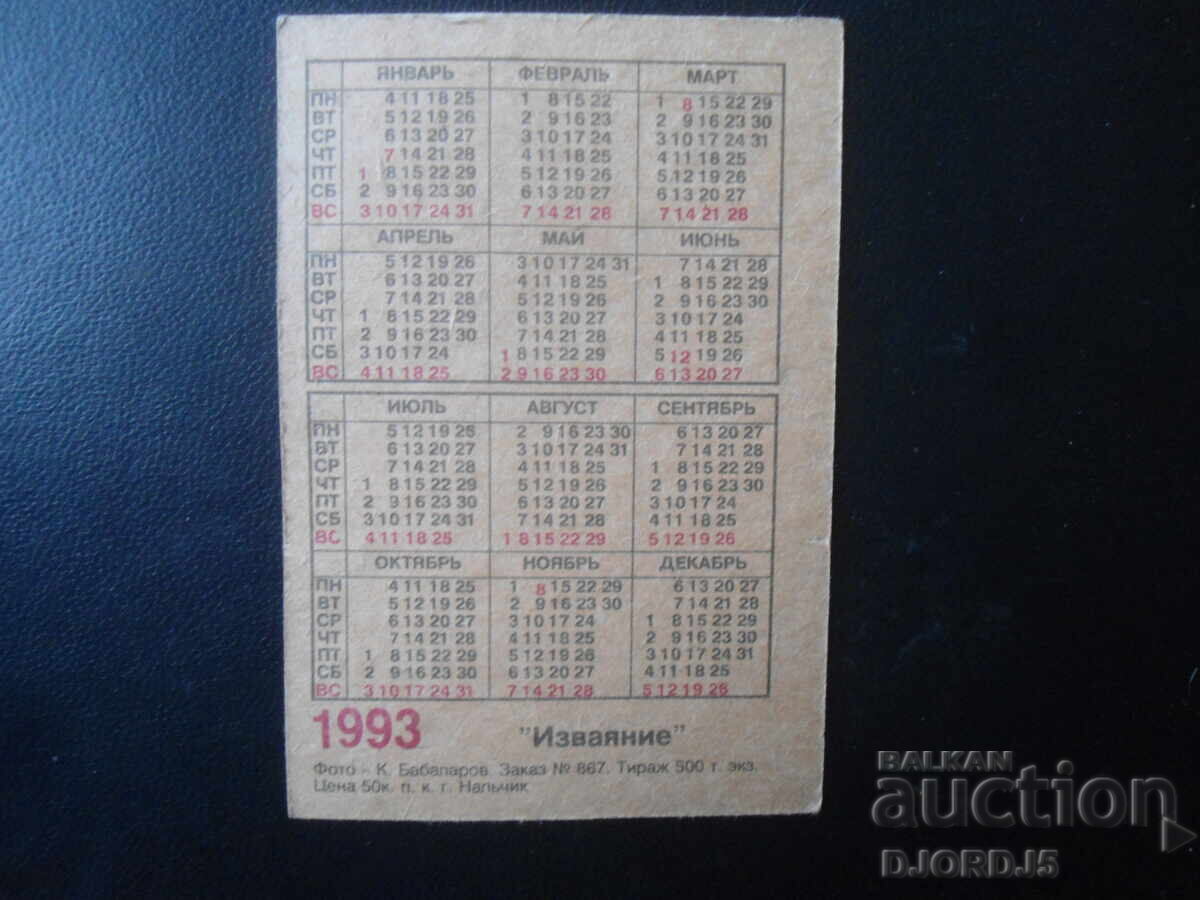 ЯНВАРЬ ФЕВРАЛЬ МАРТ
ПН 4 11 18 25 1 8 15 22 1 8 15 22 29
ВТ 5 12 19 26 2 9 16 23 2 9 16 23 30
СР 6 13 20 27 3 10 17 24 3 10 17 24 31
ЧТ 7 14 21 28 4 11 18 25 4 11 18 25
ПТ 1 8 15 22 29 5 12 19 26 5 12 19 26
СБ 2 9 16 23 30 6 13 20 27 6 13 20 27
ВС 3 10 17 24 31 7 14 21 28 7 14 21 28
АПРЕЛЬ МАЙ ИЮНЬ
ПН 5 12 19 26 3 10 17 24 31 7 14 21 28
ВТ 6 13 20 27 4 11 18 25 1 8 15 22 29
СР 7 14 21 28 5 12 19 26 2 9 16 23 30
ЧТ 1 8 15 22 29 6 13 20 27 3 10 17 24
ПТ 2 9 16 23 30 7 14 21 28 4 11 18 25
СБ 3 10 17 24 1 8 15 22 29 5 12 19 26
ВС 4 11 18 25 2 9 16 23 30 6 13 20 27
ИЮЛЬ АВГУСТ СЕНТЯБРЬ
ПН 5 12 19 26 2 9 16 23 30 6 13 20 27
ВТ 6 13 20 27 3 10 17 24 31 7 14 21 28
СР 7 14 21 28 4 11 18 25 1 8 15 22 29
ЧТ 1 8 15 22 29 5 12 19 26 2 9 16 23 30
ПТ 2 9 16 23 30 6 13 20 27 3 10 17 24
СБ 3 10 17 24 31 7 14 21 28 4 11 18 25
ВС 4 11 18 25 1 8 15 22 29 5 12 19 26
ОКТЯБРЬ НОЯБРЬ ДЕКАБРЬ
ПН 4 11 18 25 1 8 15 22 29 6 13 20 27
ВТ 5 12 19 26 2 9 16 23 30 7 14 21 28
СР 6 13 20 27 3 10 17 24 1 8 15 22 29
ЧТ 7 14 21 28 4 11 18 25 2 9 16 23 30
ПТ 1 8 15 22 29 5 12 19 26 3 10 17 24 31
СБ 2 9 16 23 30 6 13 20 27 4 11 18 25
ВС 3 10 17 24 31 7 14 21 28 5 12 19 26
1993 "Изваяние"
Фото - К. Бабапаров. Заказ № 867. Тираж 500 т. экз.
Цена 50к. п. к. г. Нальчик
BALKAN
auction
DJORDJ5